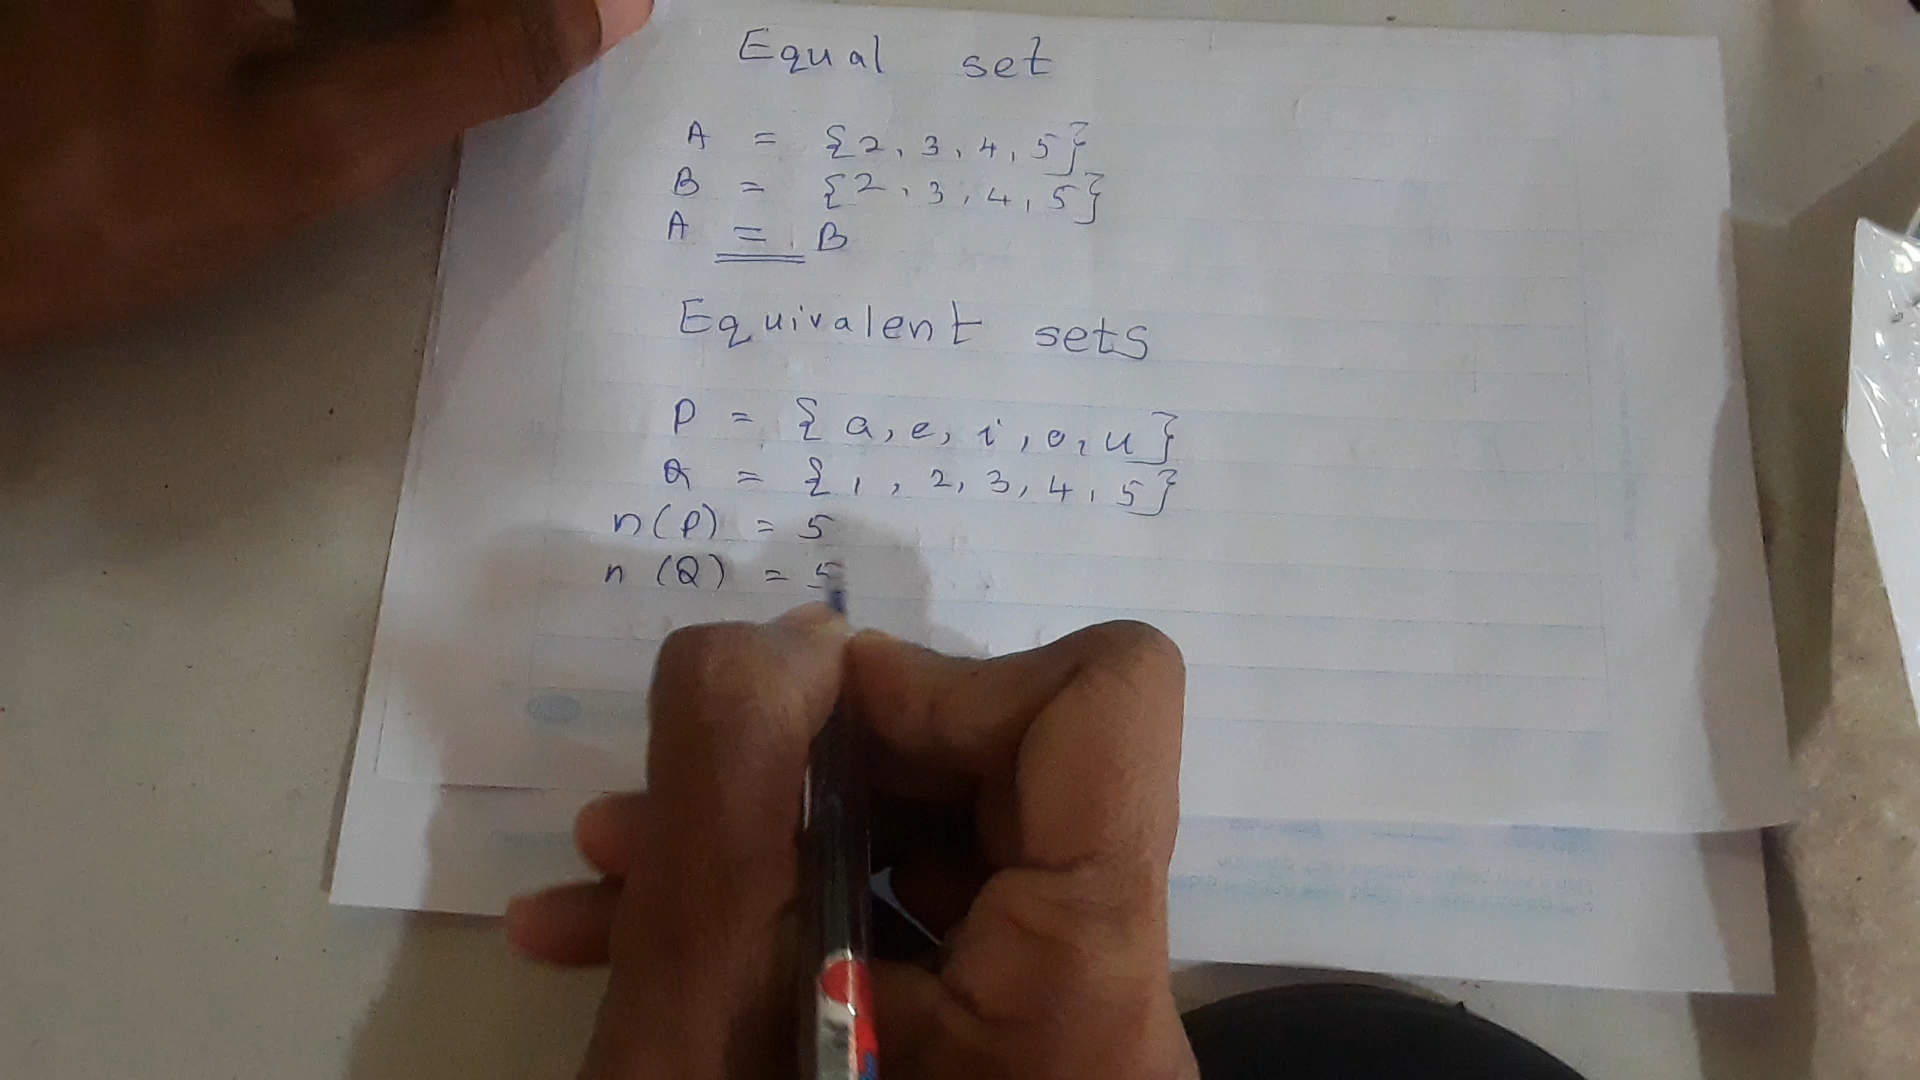 Equal set
A = {2, 3, 4, 5}
B = {2, 3, 4, 5}
A = B
Equivalent sets
P = {a, e, i, o, u}
Q = {1, 2, 3, 4, 5}
n(P) = 5
n(Q) = 5